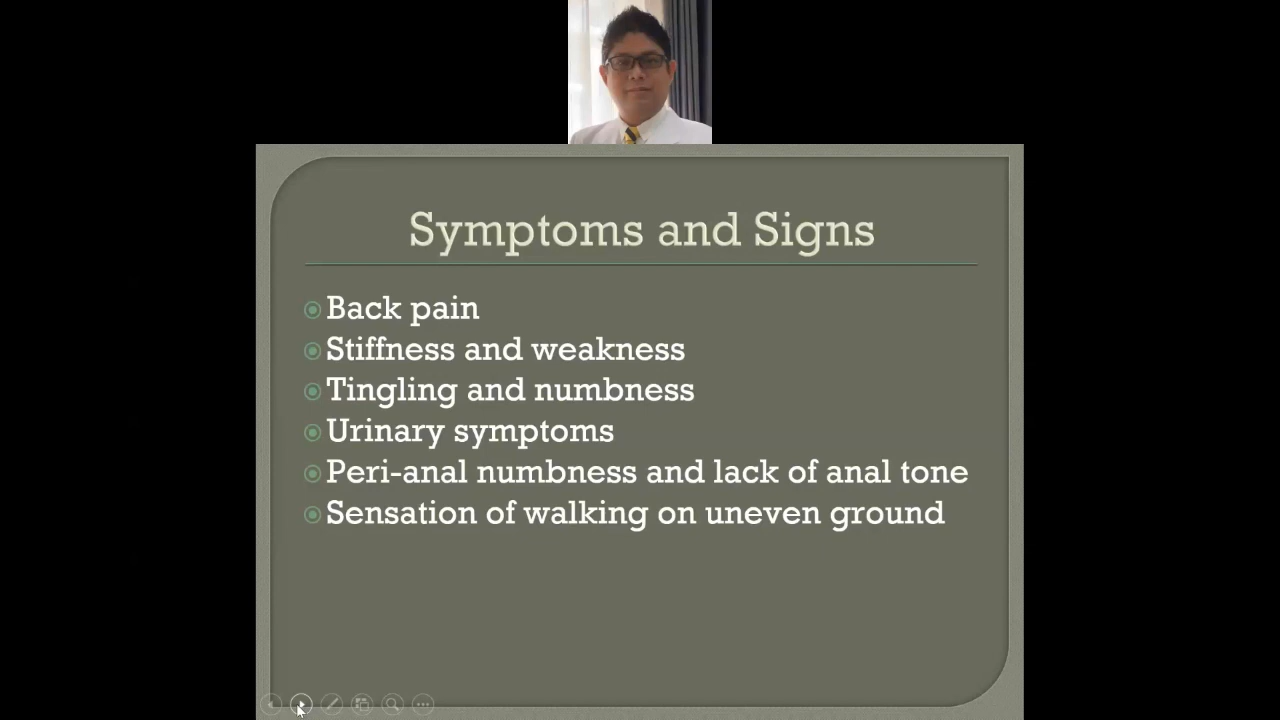 Symptoms and Signs
Back pain
Stiffness and weakness
Tingling and numbness
Urinary symptoms
Peri-anal numbness and lack of anal tone
Sensation of walking on uneven ground